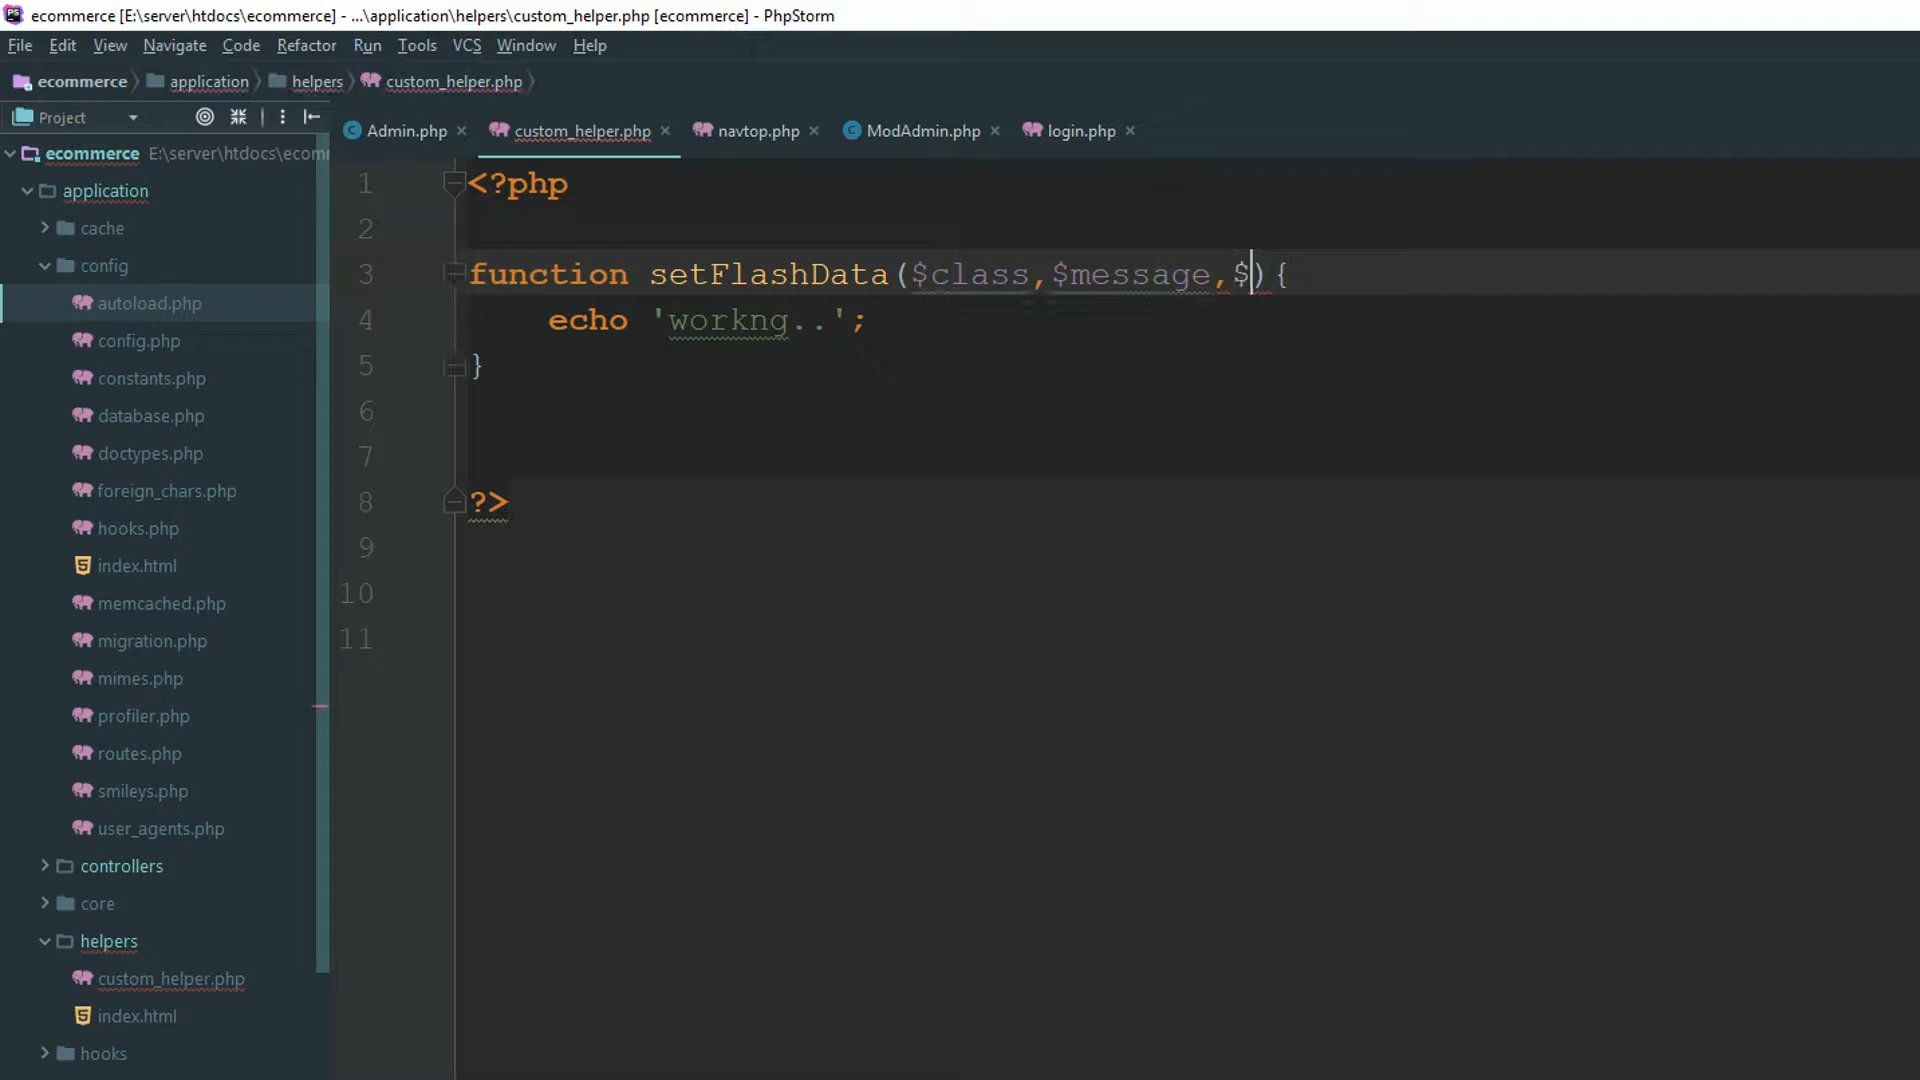 ecommerce [E:\server\htdocs\ecommerce] - ...\application\helpers\custom_helper.php [ecommerce] - PhpStorm
File Edit View Navigate Code Refactor Run Tools VCS Window Help
ecommerce application helpers custom_helper.php
Project
Admin.php custom_helper.php navtop.php ModAdmin.php login.php
ecommerce E:\server\htdocs\ecomm
application
cache
config
autoload.php
config.php
constants.php
database.php
doctypes.php
foreign_chars.php
hooks.php
index.html
memcached.php
migration.php
mimes.php
profiler.php
routes.php
smileys.php
user_agents.php
controllers
core
helpers
custom_helper.php
index.html
hooks
1 <?php
2
3 function setFlashData($class,$message,$){
4 echo 'workng..';
5 }
6
7
8 ?>
9
10
11